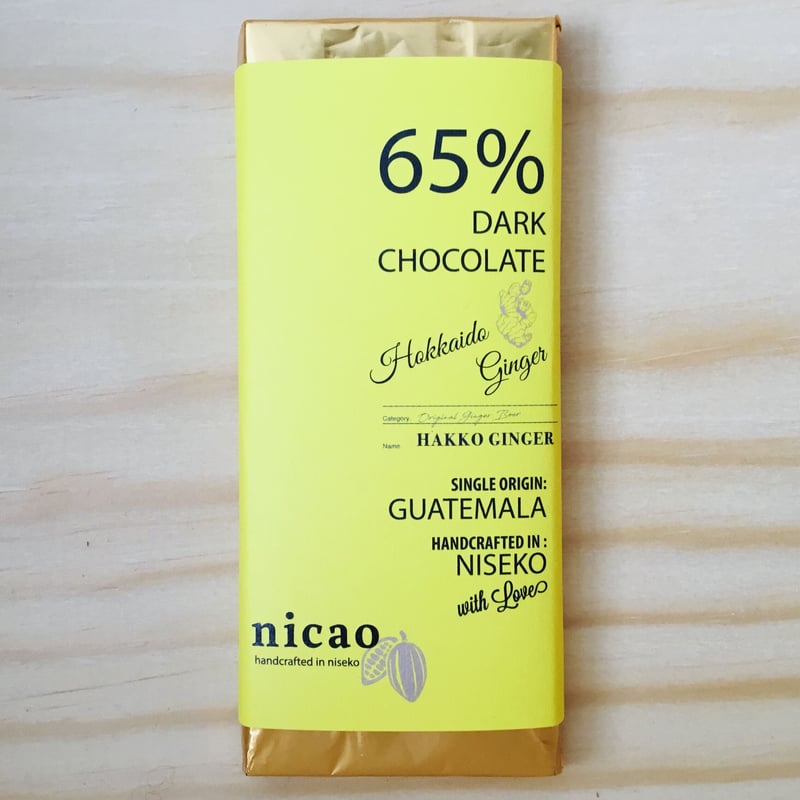 65%
DARK
CHOCOLATE
Hokkaido
Ginger
Category: Original Ginger Beer
Name: HAKKO GINGER
SINGLE ORIGIN:
GUATEMALA
HANDCRAFTED IN :
NISEKO
with Love
nicao
handcrafted in niseko